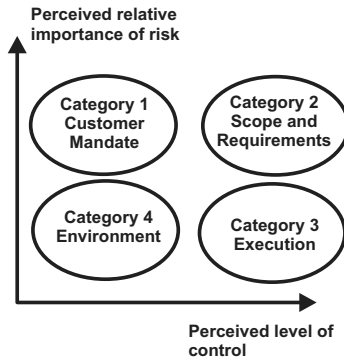 Perceived relative
importance of risk
Category 1
Customer
Mandate
Category 2
Scope and
Requirements
Category 4
Environment
Category 3
Execution
Perceived level of
control